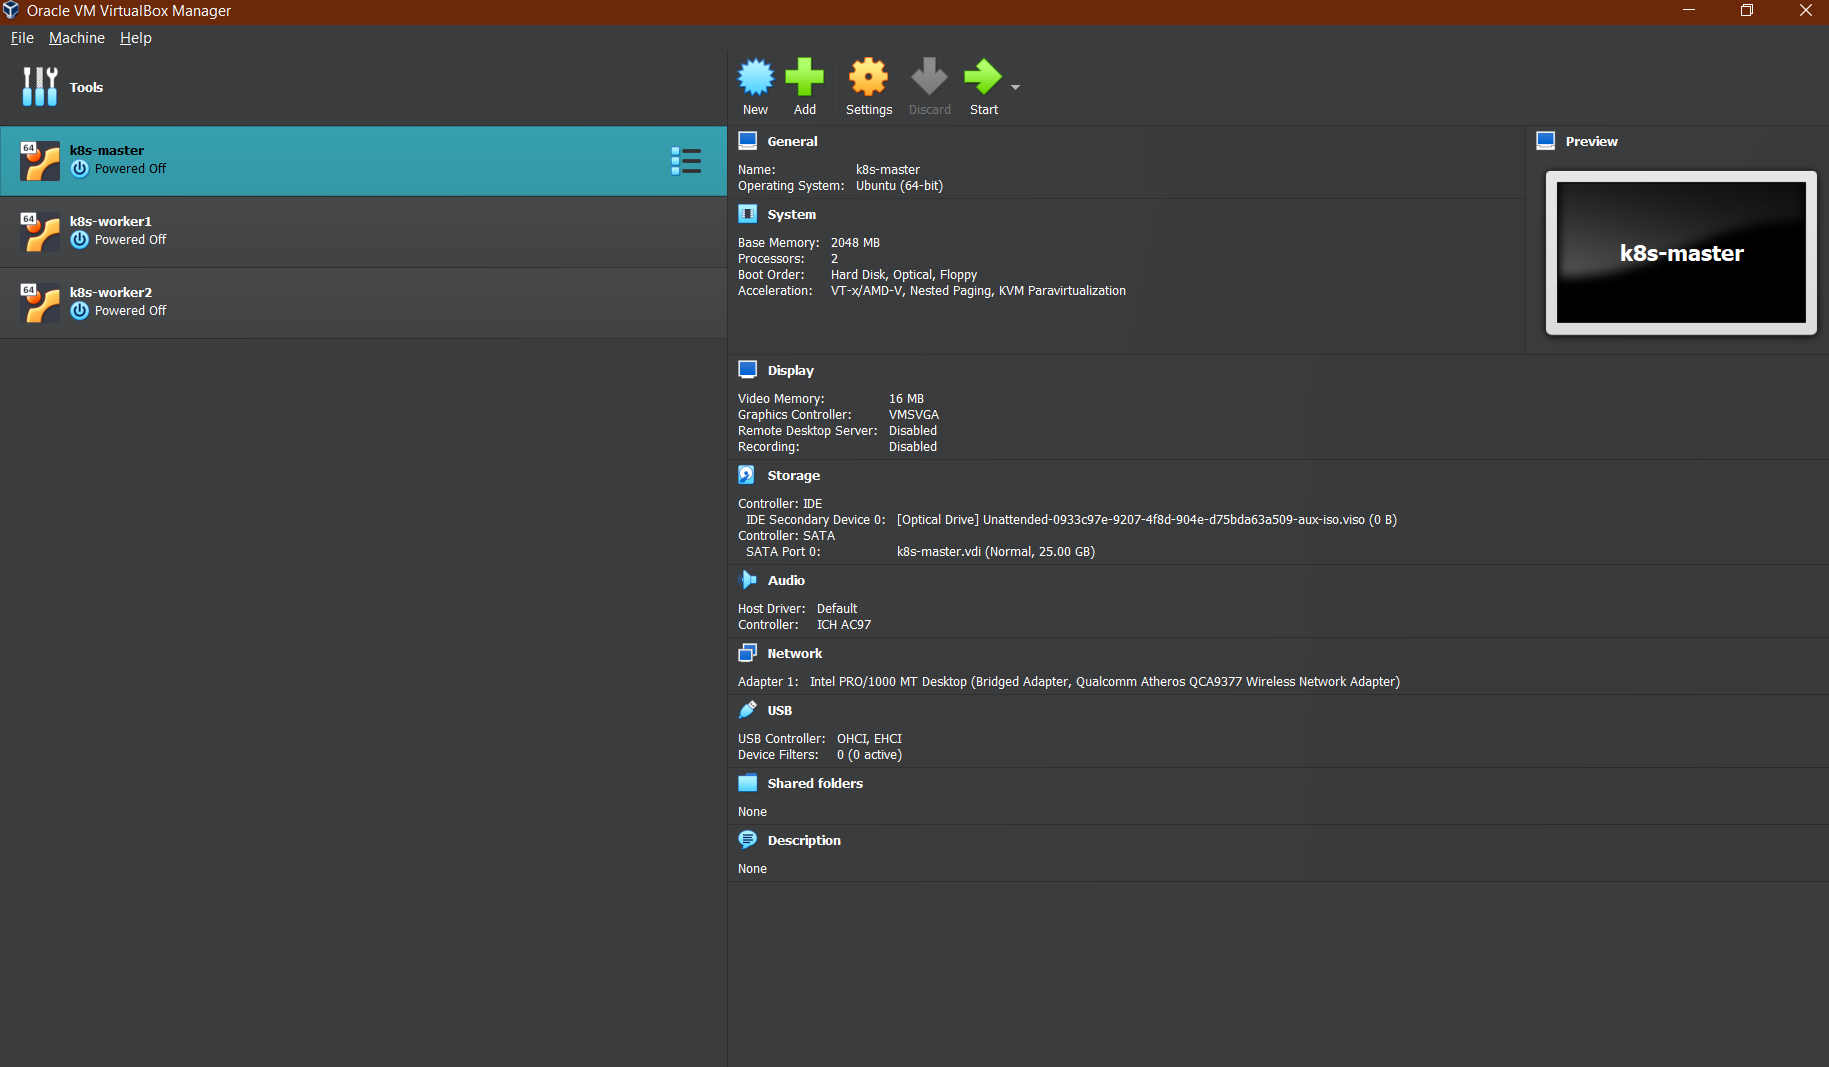 Oracle VM VirtualBox Manager
File Machine Help
Tools
New Add Settings Discard Start
64
k8s-master
Powered Off
64
k8s-worker1
Powered Off
64
k8s-worker2
Powered Off
General
Name: k8s-master
Operating System: Ubuntu (64-bit)
Preview
k8s-master
System
Base Memory: 2048 MB
Processors: 2
Boot Order: Hard Disk, Optical, Floppy
Acceleration: VT-x/AMD-V, Nested Paging, KVM Paravirtualization
Display
Video Memory: 16 MB
Graphics Controller: VMSVGA
Remote Desktop Server: Disabled
Recording: Disabled
Storage
Controller: IDE
IDE Secondary Device 0: [Optical Drive] Unattended-0933c97e-9207-4f8d-904e-d75bda63a509-aux-iso.viso (0 B)
Controller: SATA
SATA Port 0: k8s-master.vdi (Normal, 25.00 GB)
Audio
Host Driver: Default
Controller: ICH AC97
Network
Adapter 1: Intel PRO/1000 MT Desktop (Bridged Adapter, Qualcomm Atheros QCA9377 Wireless Network Adapter)
USB
USB Controller: OHCI, EHCI
Device Filters: 0 (0 active)
Shared folders
None
Description
None